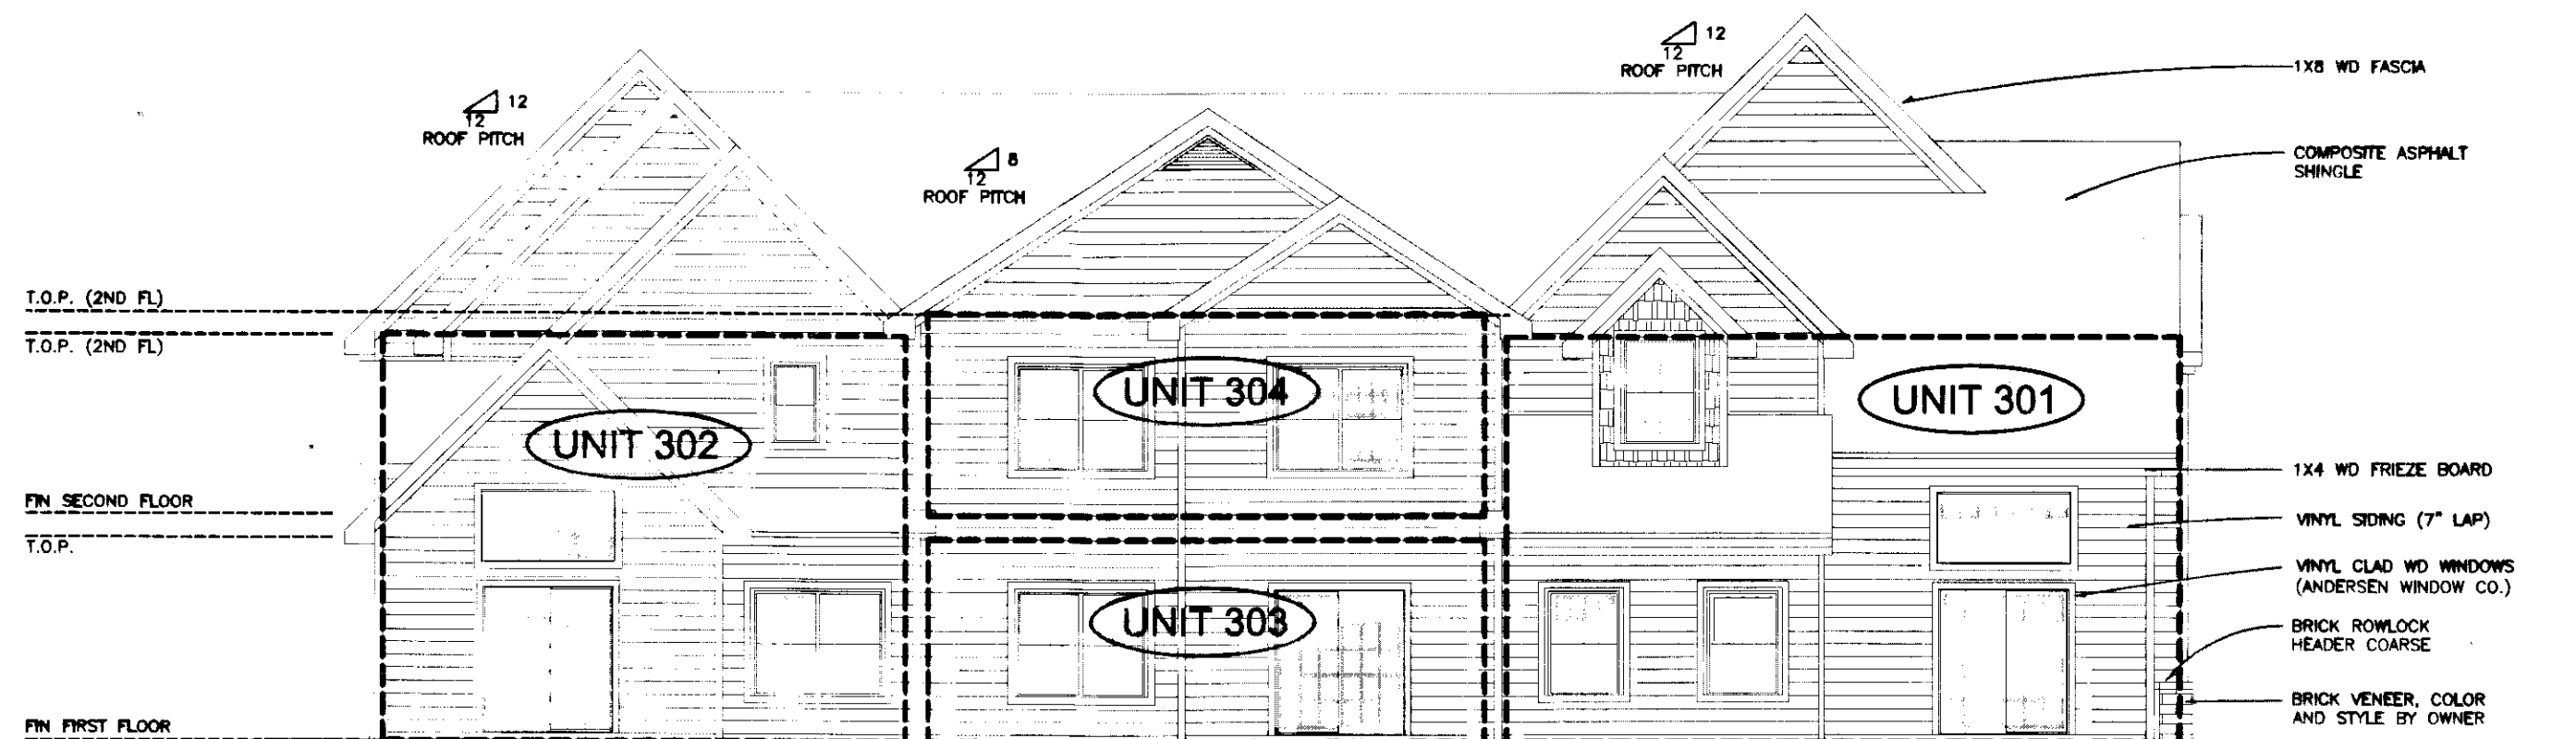 12
12
ROOF PITCH
12
12
ROOF PITCH
8
12
ROOF PITCH
1X8 WD FASCIA
COMPOSITE ASPHALT
SHINGLE
T.O.P. (2ND FL)
T.O.P. (2ND FL)
UNIT 304
UNIT 301
UNIT 302
FIN SECOND FLOOR
T.O.P.
1X4 WD FRIEZE BOARD
VINYL SIDING (7" LAP)
VINYL CLAD WD WINDOWS
(ANDERSEN WINDOW CO.)
UNIT 303
BRICK ROWLOCK
HEADER COARSE
BRICK VENEER, COLOR
AND STYLE BY OWNER
FIN FIRST FLOOR